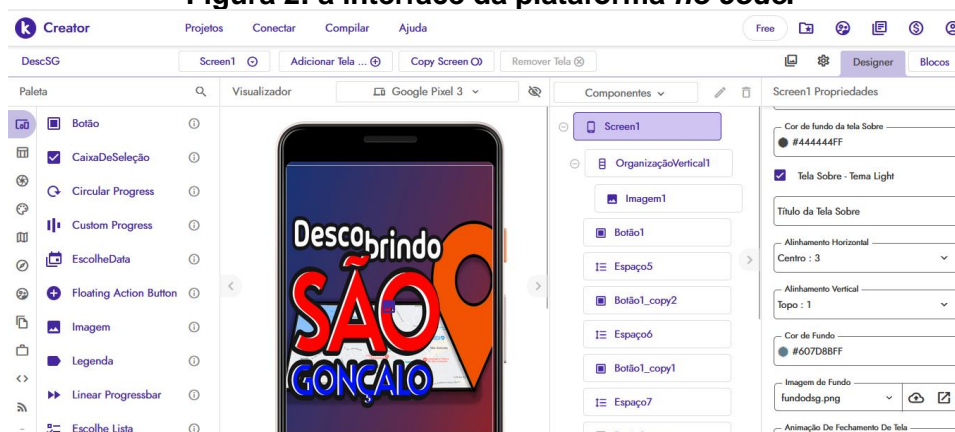 Figura 2: a interface da plataforma no code.
Creator
Projetos
Conectar
Compilar
Ajuda
Free
DescSG
Screen1
Adicionar Tela ...
Copy Screen
Remover Tela
Designer
Blocos
Paleta
Visualizador
Google Pixel 3
Componentes
Screen1 Propriedades
Botão
CaixaDeSeleção
Circular Progress
Custom Progress
EscolheData
Floating Action Button
Imagem
Legenda
Linear Progressbar
Escolhe Lista
Descobrindo
SÃO
GONÇALO
Screen1
OrganizaçãoVertical1
Imagem1
Botão1
Espaço5
Botão1_copy2
Espaço6
Botão1_copy1
Espaço7
Cor de fundo da tela Sobre
#444444FF
Tela Sobre - Tema Light
Título da Tela Sobre
Alinhamento Horizontal
Centro : 3
Alinhamento Vertical
Topo : 1
Cor de Fundo
#607D8BFF
Imagem de Fundo
fundodsg.png
Animação De Fechamento De Tela